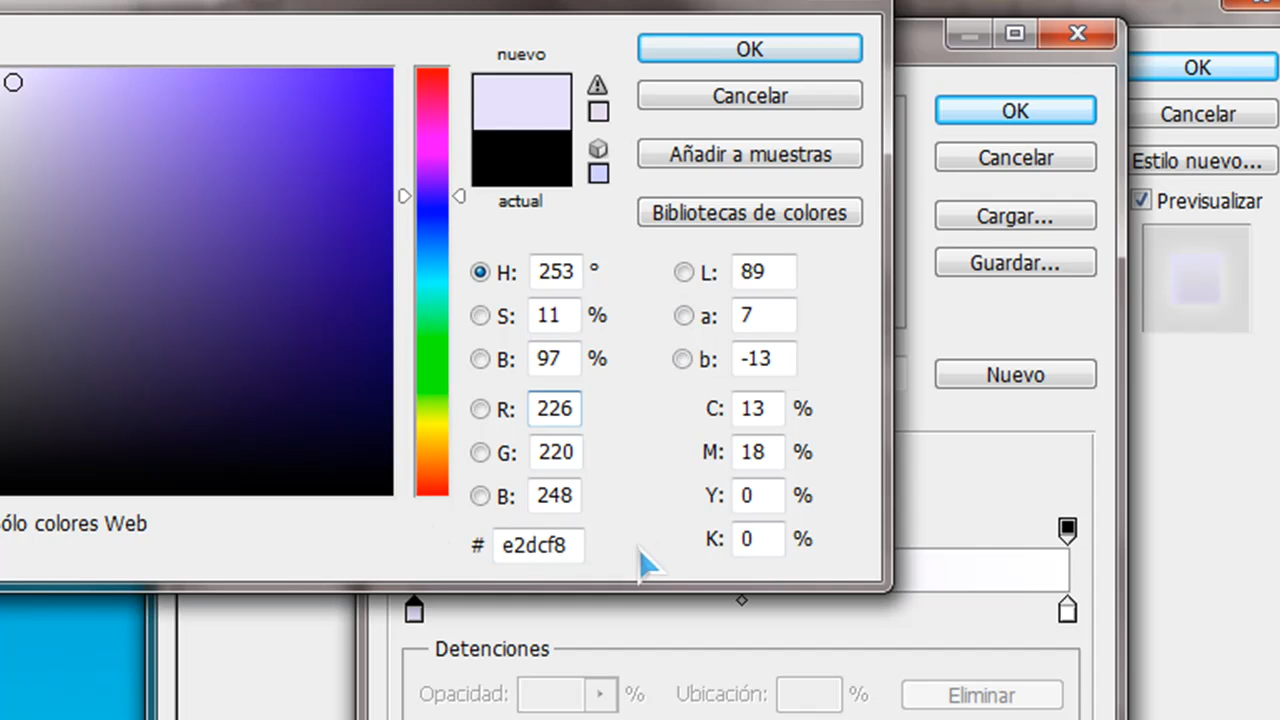 nuevo
actual
OK
Cancelar
Añadir a muestras
Bibliotecas de colores
H: 253 °
S: 11 %
B: 97 %
R: 226
G: 220
B: 248
# e2dcf8
L: 89
a: 7
b: -13
C: 13 %
M: 18 %
Y: 0 %
K: 0 %
ólo colores Web
OK
Cancelar
Cargar...
Guardar...
Nuevo
Detenciones
Opacidad: %
Ubicación: %
Eliminar
OK
Cancelar
Estilo nuevo...
Previsualizar